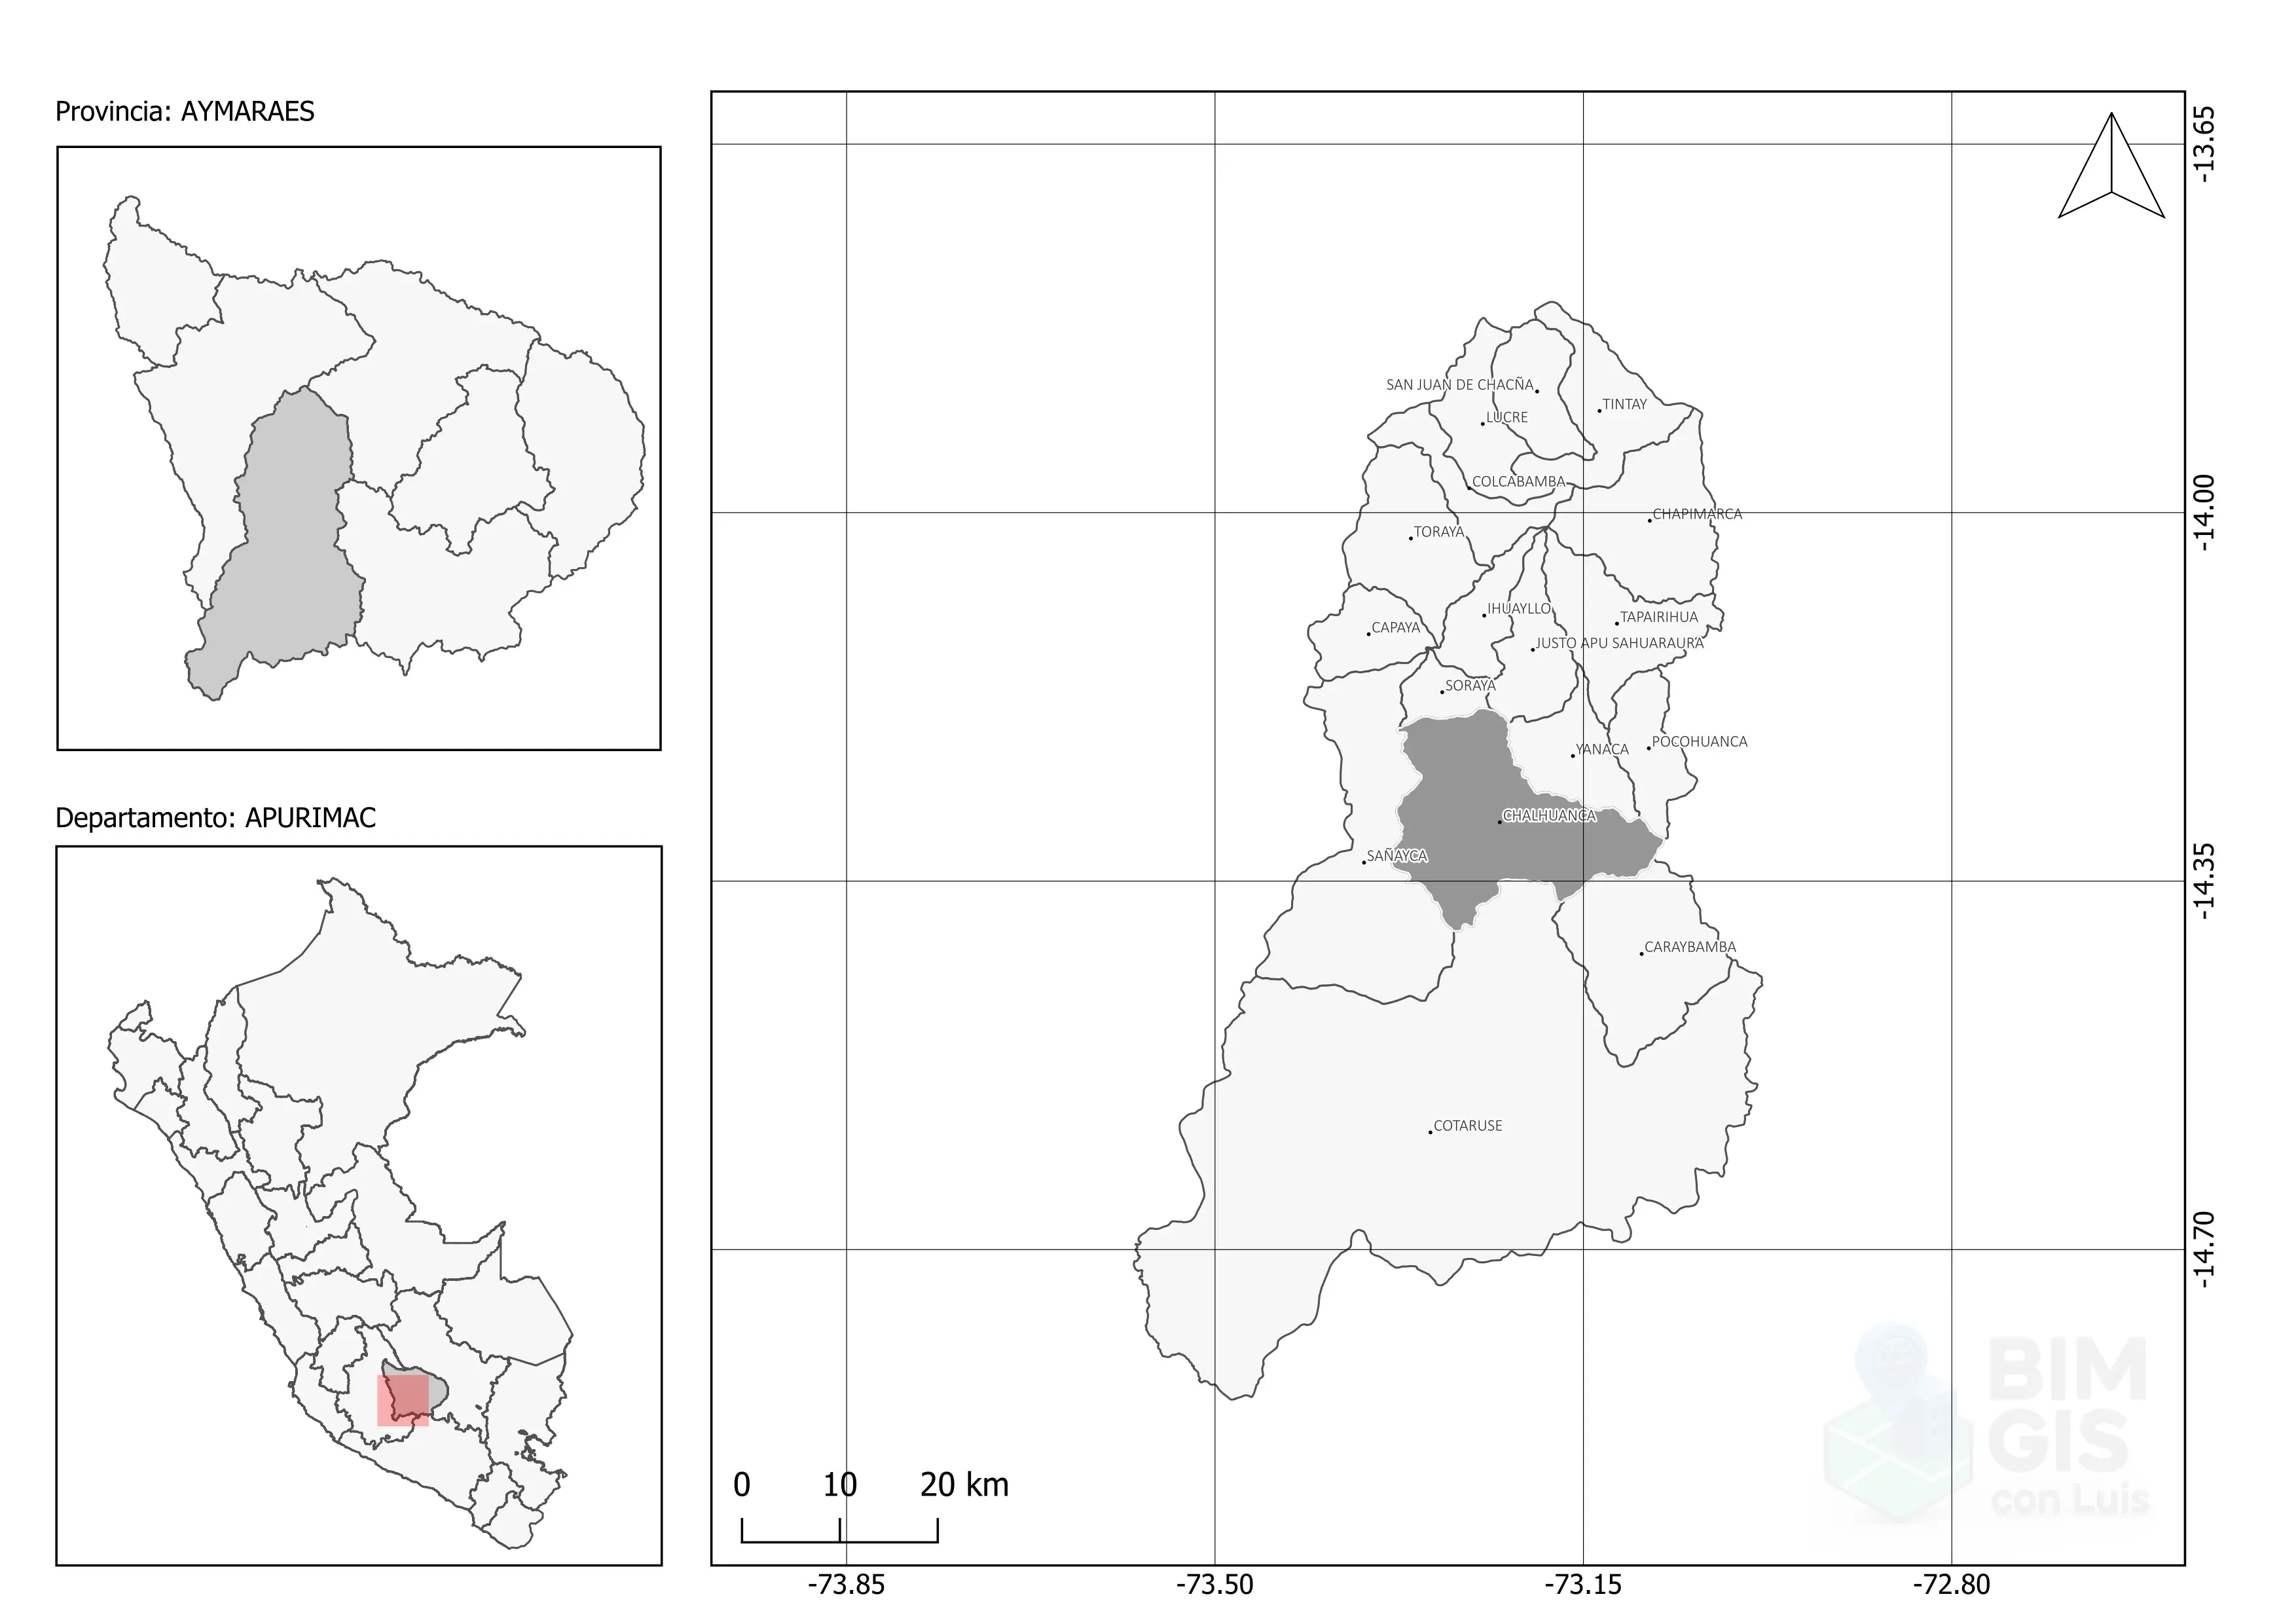 Provincia: AYMARAES
Departamento: APURIMAC
SAN JUAN DE CHACÑA
TINTAY
LUCRE
COLCABAMBA
CHAPIMARCA
TORAYA
IHUAYLLO
TAPAIRIHUA
CAPAYA
JUSTO APU SAHUARAURA
SORAYA
YANACA
POCOHUANCA
CHALHUANCA
SAÑAYCA
CARAYBAMBA
COTARUSE
0 10 20 km
-73.85 -73.50 -73.15 -72.80
-13.65
-14.00
-14.35
-14.70
BIM
GIS
con Luis